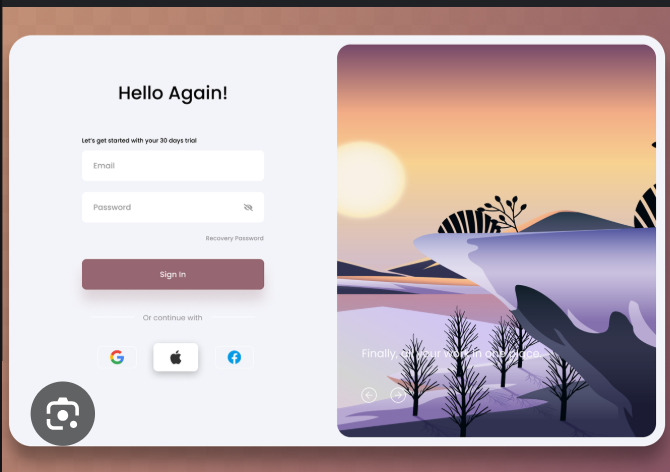 Hello Again!
Let's get started with your 30 days trial
Email
Password
Recovery Password
Sign In
Or continue with
Finally, all your work in one place.